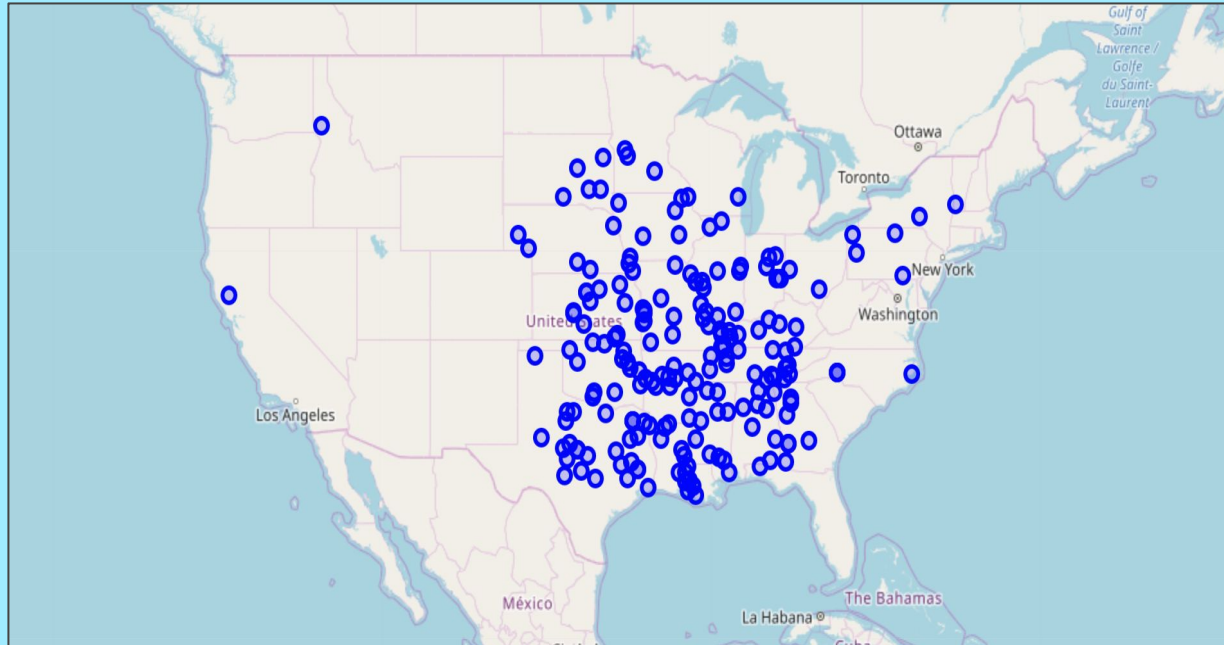 Gulf of
Saint
Lawrence /
Golfe
du Saint-
Laurent
Ottawa
Toronto
New York
Washington
United States
Los Angeles
México
The Bahamas
La Habana
Cuba